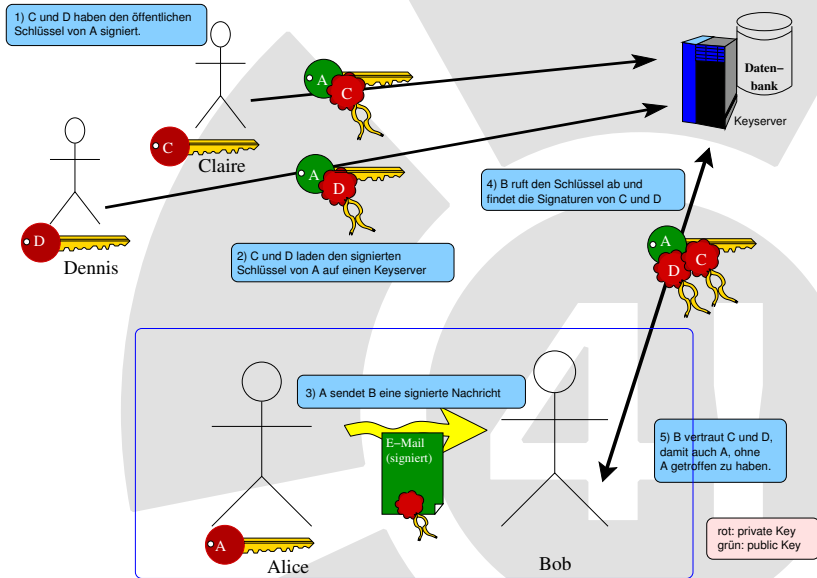 1) C und D haben den öffentlichen
Schlüssel von A signiert.
A
C
Daten-
bank
Keyserver
C
Claire
A
D
4) B ruft den Schlüssel ab und
findet die Signaturen von C und D
D
Dennis
2) C und D laden den signierten
Schlüssel von A auf einen Keyserver
A
D
C
3) A sendet B eine signierte Nachricht
E-Mail
(signiert)
5) B vertraut C und D,
damit auch A, ohne
A getroffen zu haben.
A
Alice
Bob
rot: private Key
grün: public Key
4!